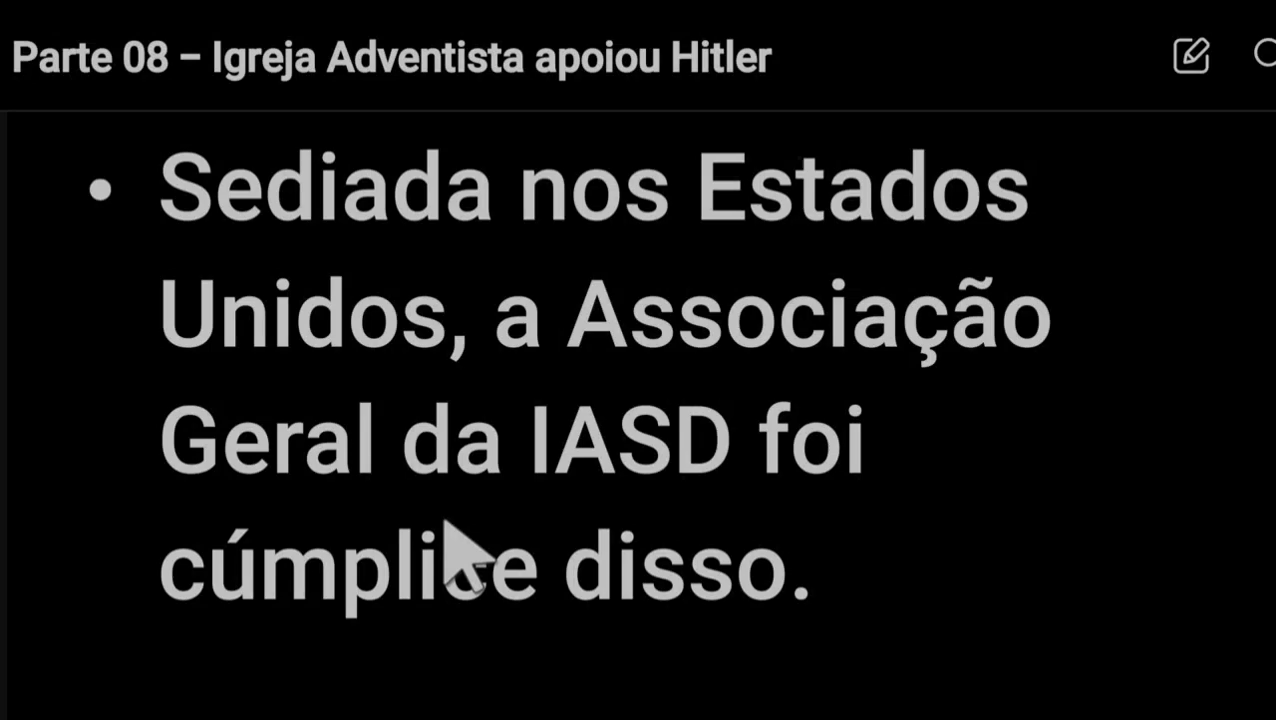 Parte 08 – Igreja Adventista apoiou Hitler
• Sediada nos Estados
Unidos, a Associação
Geral da IASD foi
cúmplice disso.